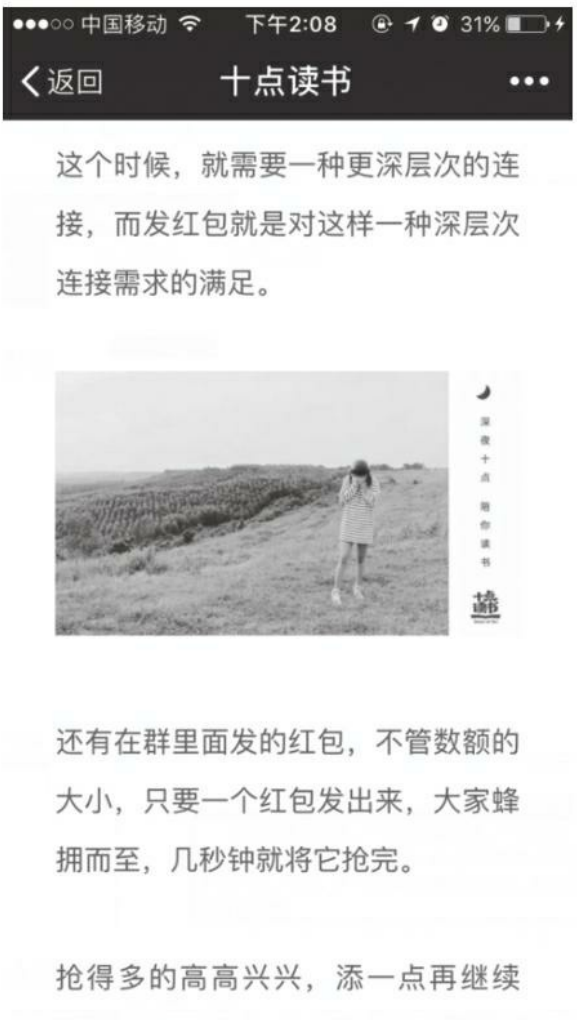 中国移动 下午2:08 31%
返回 十点读书
这个时候，就需要一种更深层次的连
接，而发红包就是对这样一种深层次
连接需求的满足。
深夜十点 陪你读书
十点读书
还有在群里面发的红包，不管数额的
大小，只要一个红包发出来，大家蜂
拥而至，几秒钟就将它抢完。
抢得多的高高兴兴，添一点再继续